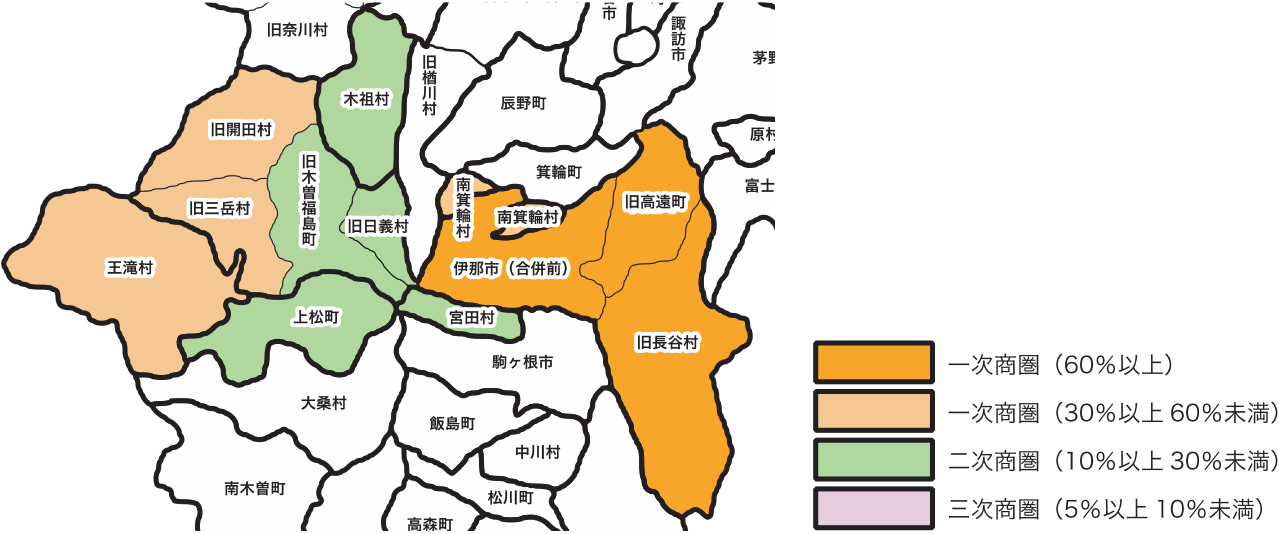 市
諏訪市
茅野
旧奈川村
旧楢川村
木祖村
辰野町
旧開田村
原村
箕輪町
旧木曽福島町
富士
南箕輪村
旧三岳村
旧高遠町
南箕輪村
旧日義村
王滝村
伊那市（合併前）
上松町
宮田村
旧長谷村
駒ヶ根市
大桑村
飯島町
中川村
南木曽町
松川町
高森町
一次商圏（60%以上）
一次商圏（30%以上 60%未満）
二次商圏（10%以上 30%未満）
三次商圏（5%以上 10%未満）